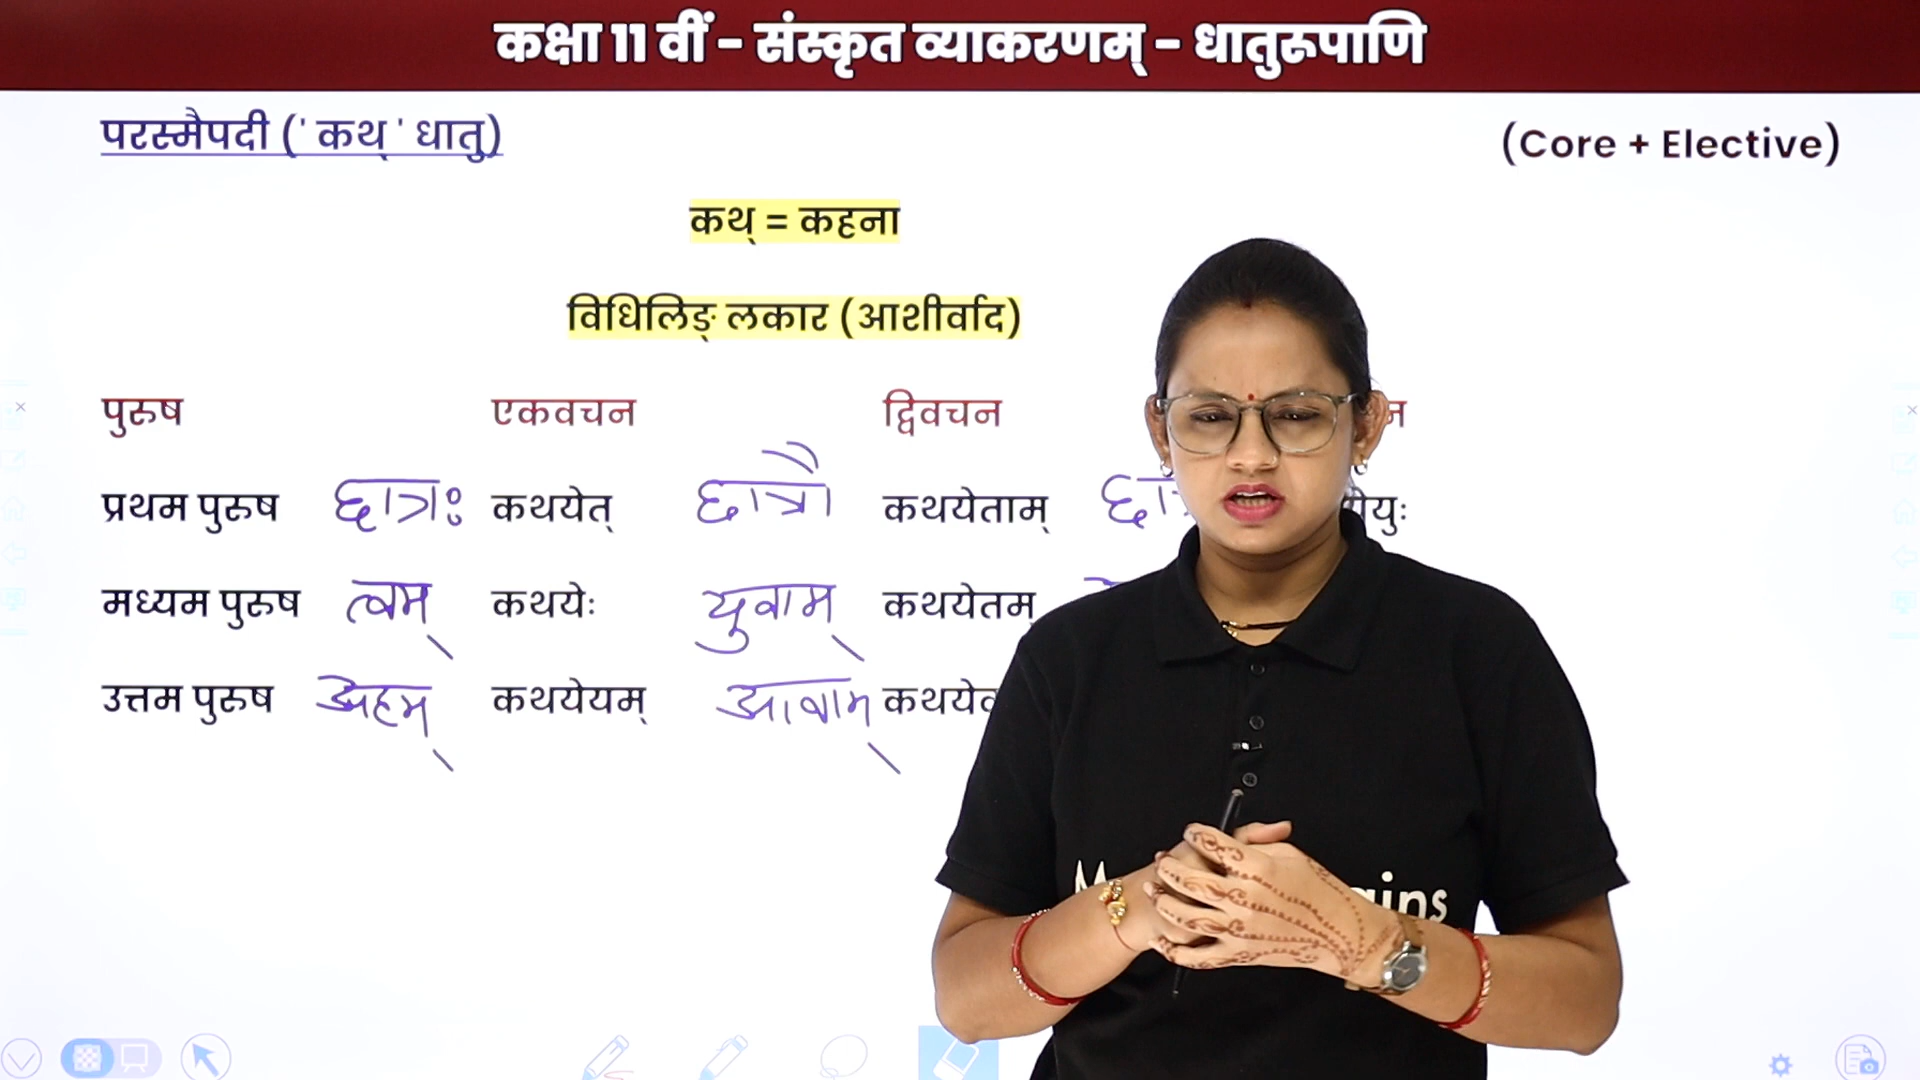 कक्षा 11 वीं - संस्कृत व्याकरणम् - धातुरूपाणि
परस्मैपदी (' कथ् ' धातु)
(Core + Elective)
कथ् = कहना
विधिलिङ् लकार (आशीर्वाद)
पुरुष एकवचन द्विवचन
प्रथम पुरुष छात्रः कथयेत् छात्रौ कथयेताम्
मध्यम पुरुष त्वम् कथयेः युवाम् कथयेतम्
उत्तम पुरुष अहम् कथयेयम् आवाम्